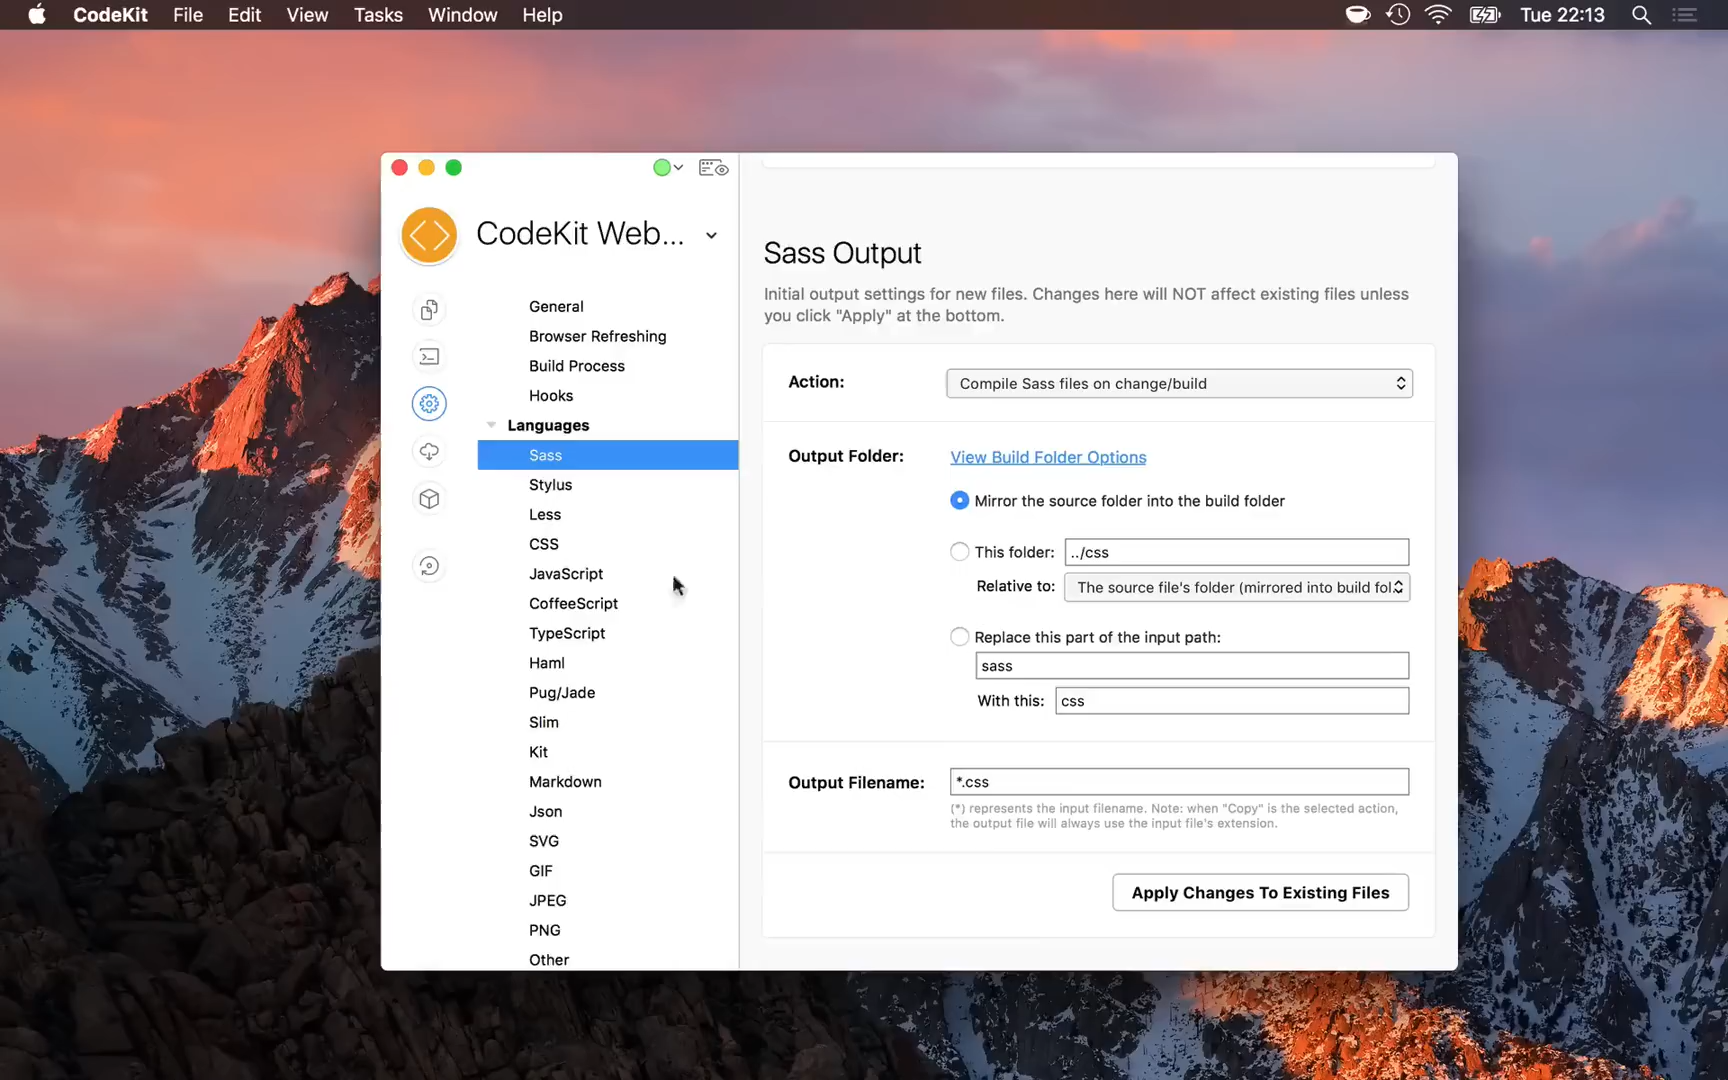 CodeKit File Edit View Tasks Window Help Tue 22:13
CodeKit Web...
General
Browser Refreshing
Build Process
Hooks
Languages
Sass
Stylus
Less
CSS
JavaScript
CoffeeScript
TypeScript
Haml
Pug/Jade
Slim
Kit
Markdown
Json
SVG
GIF
JPEG
PNG
Other
Sass Output
Initial output settings for new files. Changes here will NOT affect existing files unless
you click "Apply" at the bottom.
Action: Compile Sass files on change/build
Output Folder: View Build Folder Options
Mirror the source folder into the build folder
This folder: ../css
Relative to: The source file's folder (mirrored into build fol...
Replace this part of the input path:
sass
With this: css
Output Filename: *.css
(*) represents the input filename. Note: when "Copy" is the selected action,
the output file will always use the input file's extension.
Apply Changes To Existing Files